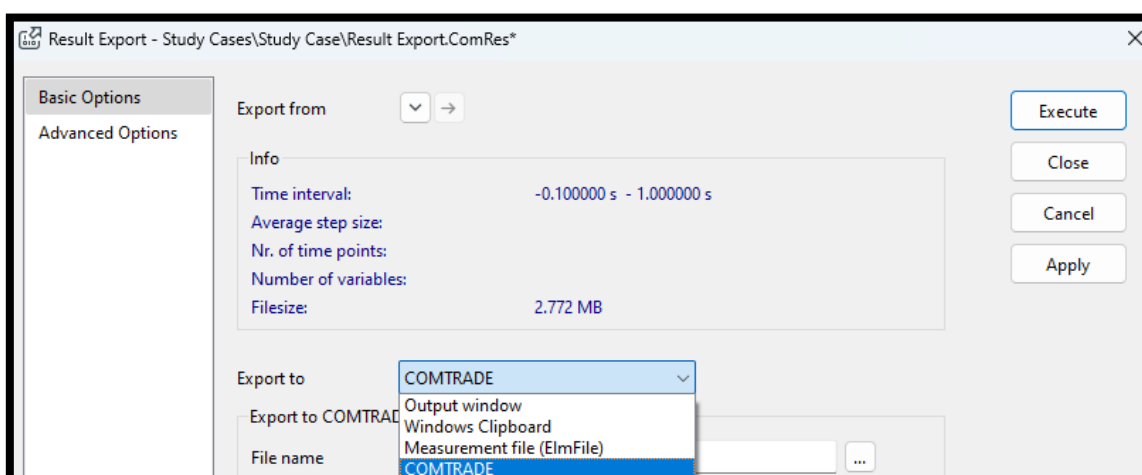 Result Export - Study Cases\Study Case\Result Export.ComRes*
Basic Options
Advanced Options
Export from
Execute
Close
Cancel
Apply
Info
Time interval: -0.100000 s - 1.000000 s
Average step size:
Nr. of time points:
Number of variables:
Filesize: 2.772 MB
Export to COMTRADE
Output window
Windows Clipboard
Measurement file (ElmFile)
COMTRADE
Export to COMTRAD
File name ...